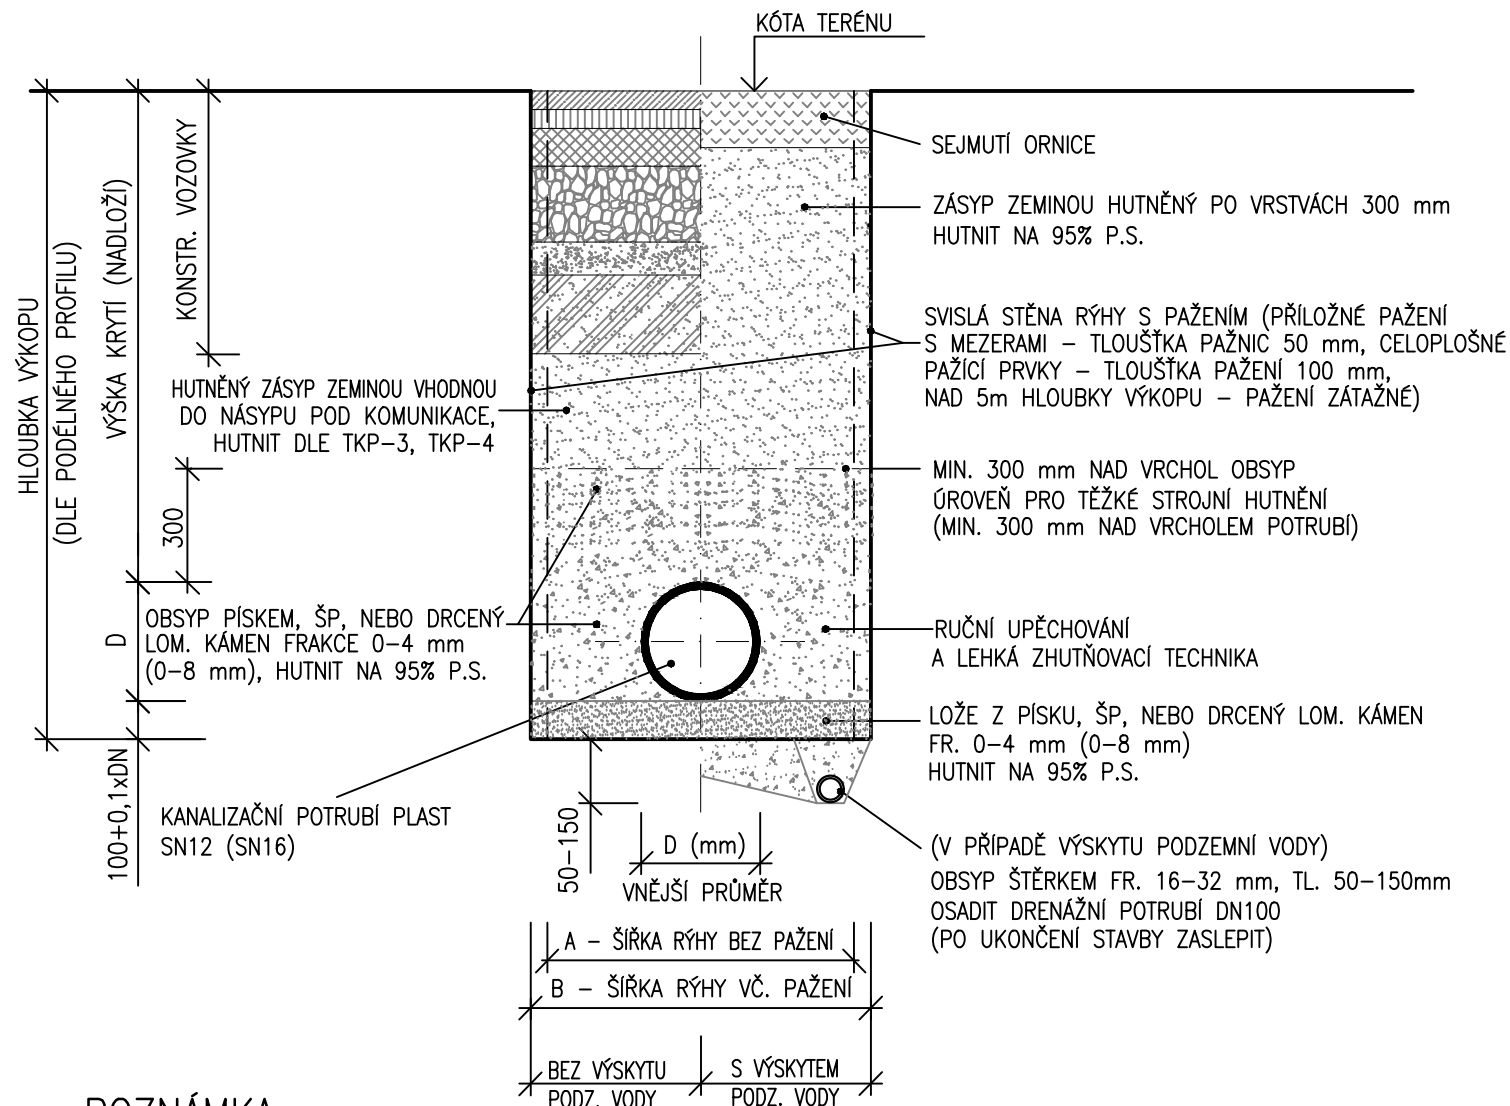 KÓTA TERÉNU
SEJMUTÍ ORNICE
ZÁSYP ZEMINOU HUTNĚNÝ PO VRSTVÁCH 300 mm
HUTNIT NA 95% P.S.
SVISLÁ STĚNA RÝHY S PAŽENÍM (PŘÍLOŽNÉ PAŽENÍ
S MEZERAMI – TLOUŠŤKA PAŽNIC 50 mm, CELOPLOŠNÉ
PAŽÍCÍ PRVKY – TLOUŠŤKA PAŽENÍ 100 mm,
NAD 5m HLOUBKY VÝKOPU – PAŽENÍ ZÁTAŽNÉ)
HLOUBKA VÝKOPU
(DLE PODÉLNÉHO PROFILU)
VÝŠKA KRYTÍ (NADLOŽÍ)
KONSTR. VOZOVKY
HUTNĚNÝ ZÁSYP ZEMINOU VHODNOU
DO NÁSYPU POD KOMUNIKACE,
HUTNIT DLE TKP–3, TKP–4
MIN. 300 mm NAD VRCHOL OBSYP
ÚROVEŇ PRO TĚŽKÉ STROJNÍ HUTNĚNÍ
(MIN. 300 mm NAD VRCHOLEM POTRUBÍ)
300
D
OBSYP PÍSKEM, ŠP, NEBO DRCENÝ
LOM. KÁMEN FRAKCE 0–4 mm
(0–8 mm), HUTNIT NA 95% P.S.
RUČNÍ UPĚCHOVÁNÍ
A LEHKÁ ZHUTŇOVACÍ TECHNIKA
LOŽE Z PÍSKU, ŠP, NEBO DRCENÝ LOM. KÁMEN
FR. 0–4 mm (0–8 mm)
HUTNIT NA 95% P.S.
100+0,1xDN
KANALIZAČNÍ POTRUBÍ PLAST
SN12 (SN16)
50–150
D (mm)
VNĚJŠÍ PRŮMĚR
(V PŘÍPADĚ VÝSKYTU PODZEMNÍ VODY)
OBSYP ŠTĚRKEM FR. 16–32 mm, TL. 50–150mm
OSADIT DRENÁŽNÍ POTRUBÍ DN100
(PO UKONČENÍ STAVBY ZASLEPIT)
A – ŠÍŘKA RÝHY BEZ PAŽENÍ
B – ŠÍŘKA RÝHY VČ. PAŽENÍ
BEZ VÝSKYTU
PODZ. VODY
S VÝSKYTEM
PODZ. VODY
POZNÁMKA